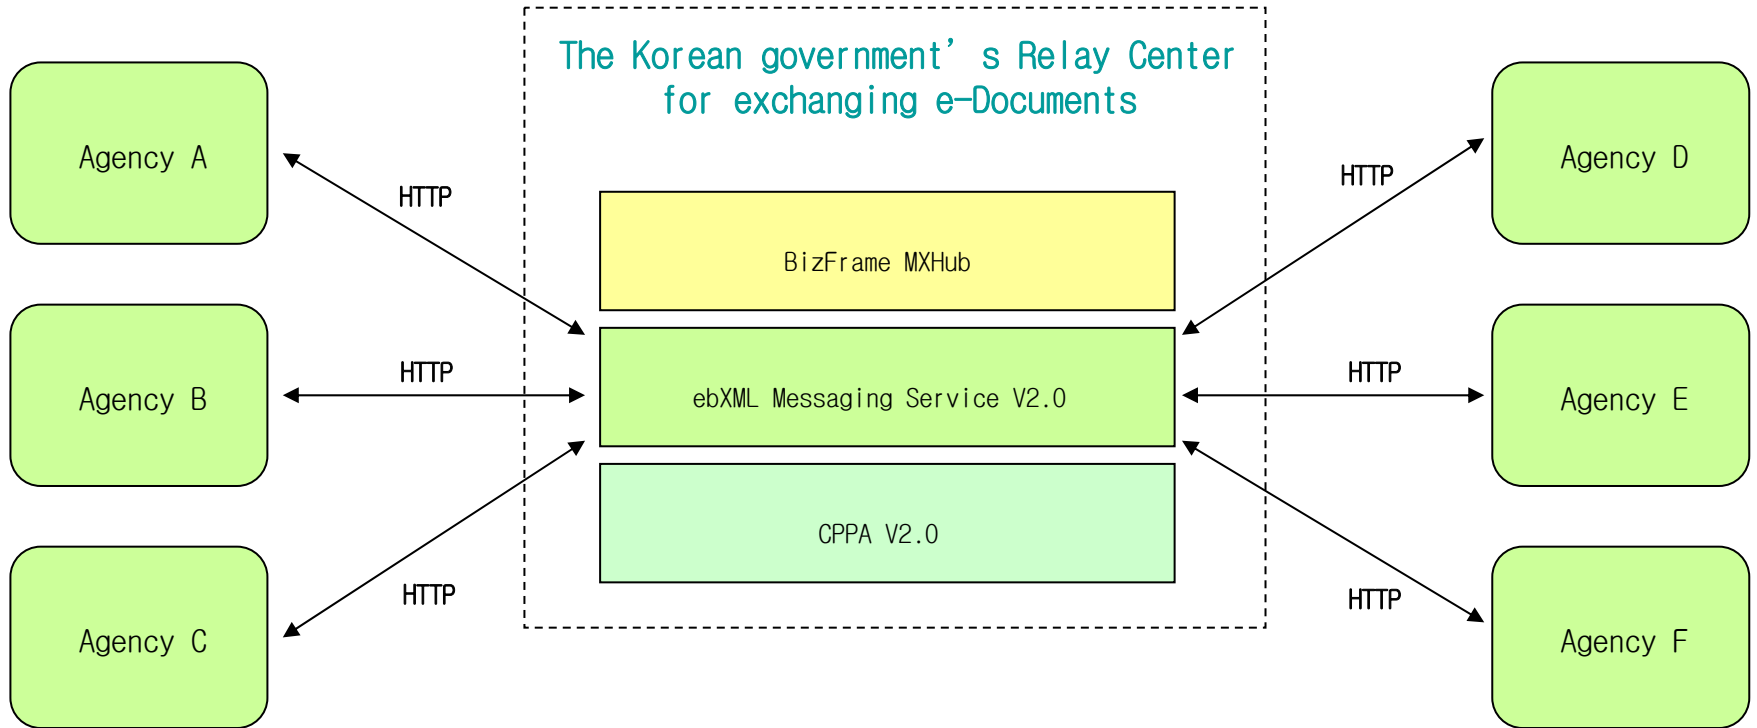 The Korean government’s Relay Center
for exchanging e-Documents
Agency A
Agency B
Agency C
HTTP
HTTP
HTTP
BizFrame MXHub
ebXML Messaging Service V2.0
CPPA V2.0
HTTP
HTTP
HTTP
Agency D
Agency E
Agency F